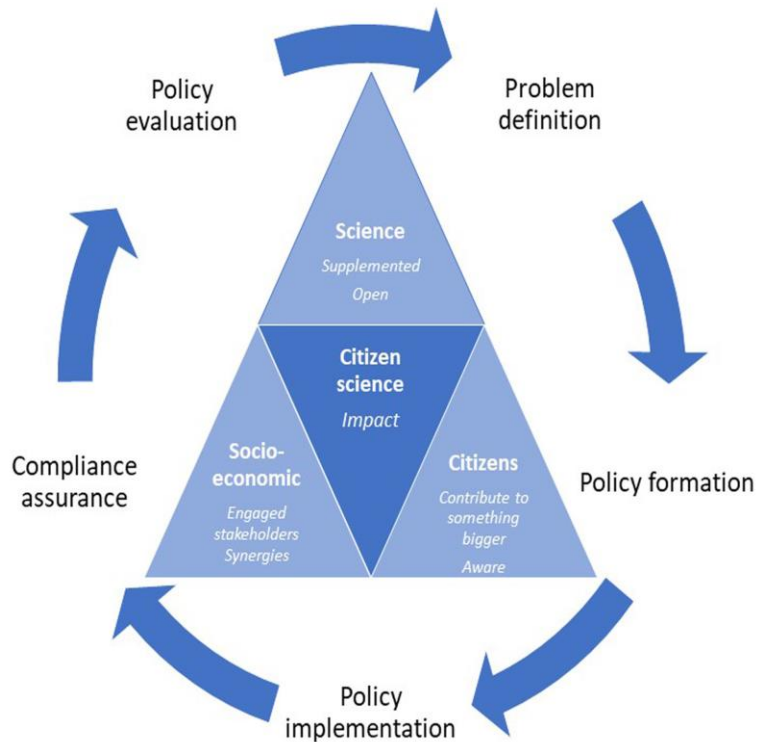 Policy
evaluation
Problem
definition
Science
Supplemented
Open
Citizen
science
Impact
Socio-
economic
Engaged
stakeholders
Synergies
Citizens
Contribute to
something
bigger
Aware
Compliance
assurance
Policy formation
Policy
implementation